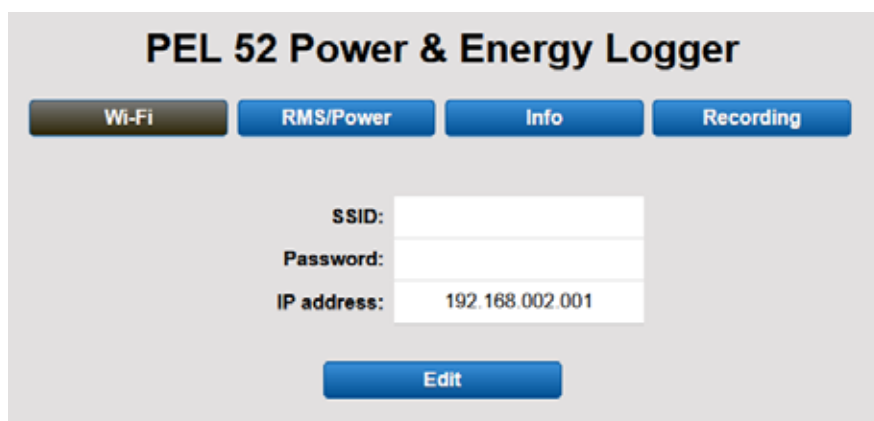 PEL 52 Power & Energy Logger
Wi-Fi RMS/Power Info Recording
SSID:
Password:
IP address: 192.168.002.001
Edit